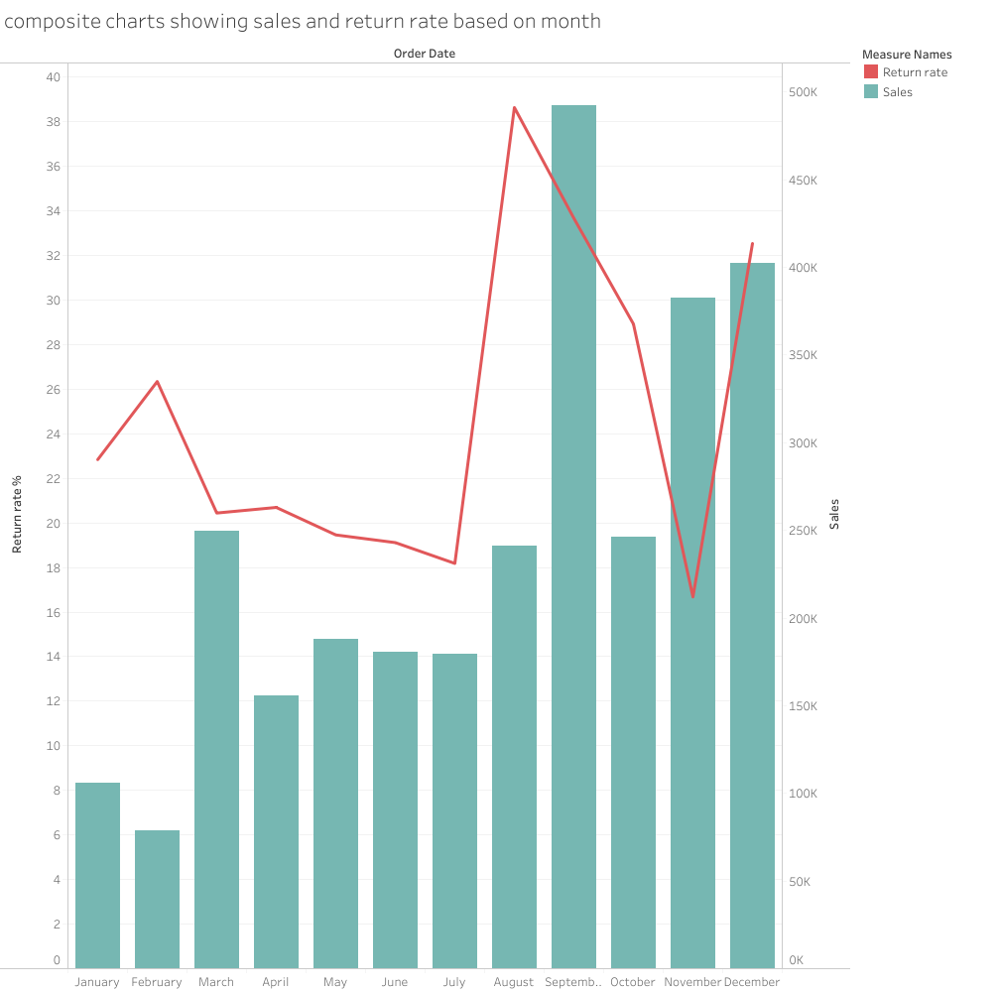 composite charts showing sales and return rate based on month
Order Date
Measure Names
Return rate
Sales
40
38
36
34
32
30
28
26
24
22
20
18
16
14
12
10
8
6
4
2
0
Return rate %
500K
450K
400K
350K
300K
250K
200K
150K
100K
50K
0K
Sales
January February March April May June July August Septemb.. October November December